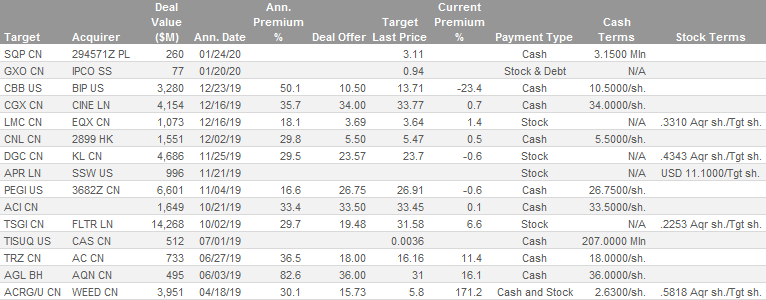 Deal Ann. Target Current
Value Premium Last Price Premium Cash
Target Acquirer ($M) Ann. Date % Deal Offer % Payment Type Terms Stock Terms
SQP CN 294571Z PL 260 01/24/20 3.11 Cash 3.1500 Mln
GXO CN IPCO SS 77 01/20/20 0.94 Stock & Debt N/A
CBB US BIP US 3,280 12/23/19 50.1 10.50 13.71 -23.4 Cash 10.5000/sh.
CGX CN CINE LN 4,154 12/16/19 35.7 34.00 33.77 0.7 Cash 34.0000/sh.
LMC CN EQX CN 1,073 12/16/19 18.1 3.69 3.64 1.4 Stock N/A .3310 Aqr sh./Tgt sh.
CNL CN 2899 HK 1,551 12/02/19 29.8 5.50 5.47 0.5 Cash 5.5000/sh.
DGC CN KL CN 4,686 11/25/19 29.5 23.57 23.7 -0.6 Stock N/A .4343 Aqr sh./Tgt sh.
APR LN SSW US 996 11/21/19 Stock N/A USD 11.1000/Tgt sh.
PEGI US 3682Z CN 6,601 11/04/19 16.6 26.75 26.91 -0.6 Cash 26.7500/sh.
ACI CN 1,649 10/21/19 33.4 33.50 33.45 0.1 Cash 33.5000/sh.
TSGI CN FLTR LN 14,268 10/02/19 29.7 19.48 31.58 6.6 Stock N/A .2253 Aqr sh./Tgt sh.
TISUQ US CAS CN 512 07/01/19 0.0036 Cash 207.0000 Mln
TRZ CN AC CN 733 06/27/19 36.5 18.00 16.16 11.4 Cash 18.0000/sh.
AGL BH AQN CN 495 06/03/19 82.6 36.00 31 16.1 Cash 36.0000/sh.
ACRG/U CN WEED CN 3,951 04/18/19 30.1 15.73 5.8 171.2 Cash and Stock 2.6300/sh. .5818 Aqr sh./Tgt sh.